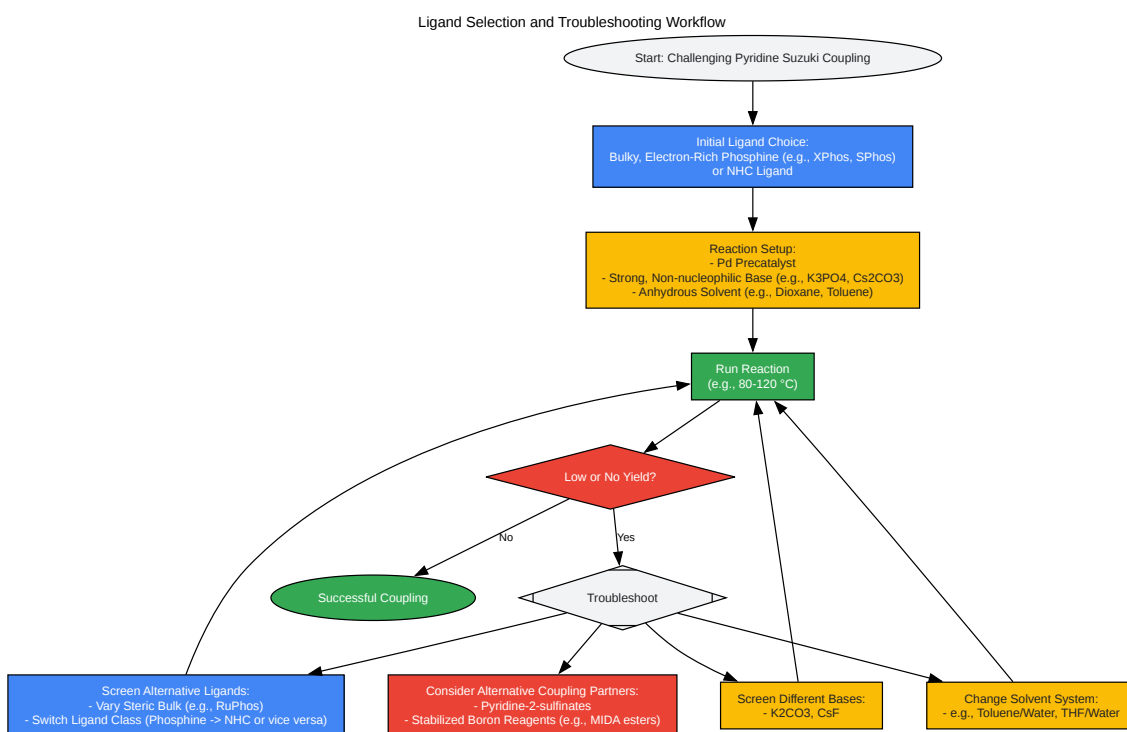 Ligand Selection and Troubleshooting Workflow
Start: Challenging Pyridine Suzuki Coupling
Initial Ligand Choice:
Bulky, Electron-Rich Phosphine (e.g., XPhos, SPhos)
or NHC Ligand
Reaction Setup:
- Pd Precatalyst
- Strong, Non-nucleophilic Base (e.g., K3PO4, Cs2CO3)
- Anhydrous Solvent (e.g., Dioxane, Toluene)
Run Reaction
(e.g., 80-120 °C)
Low or No Yield?
No
Yes
Successful Coupling
Troubleshoot
Screen Alternative Ligands:
- Vary Steric Bulk (e.g., RuPhos)
- Switch Ligand Class (Phosphine -> NHC or vice versa)
Consider Alternative Coupling Partners:
- Pyridine-2-sulfinates
- Stabilized Boron Reagents (e.g., MIDA esters)
Screen Different Bases:
- K2CO3, CsF
Change Solvent System:
- e.g., Toluene/Water, THF/Water